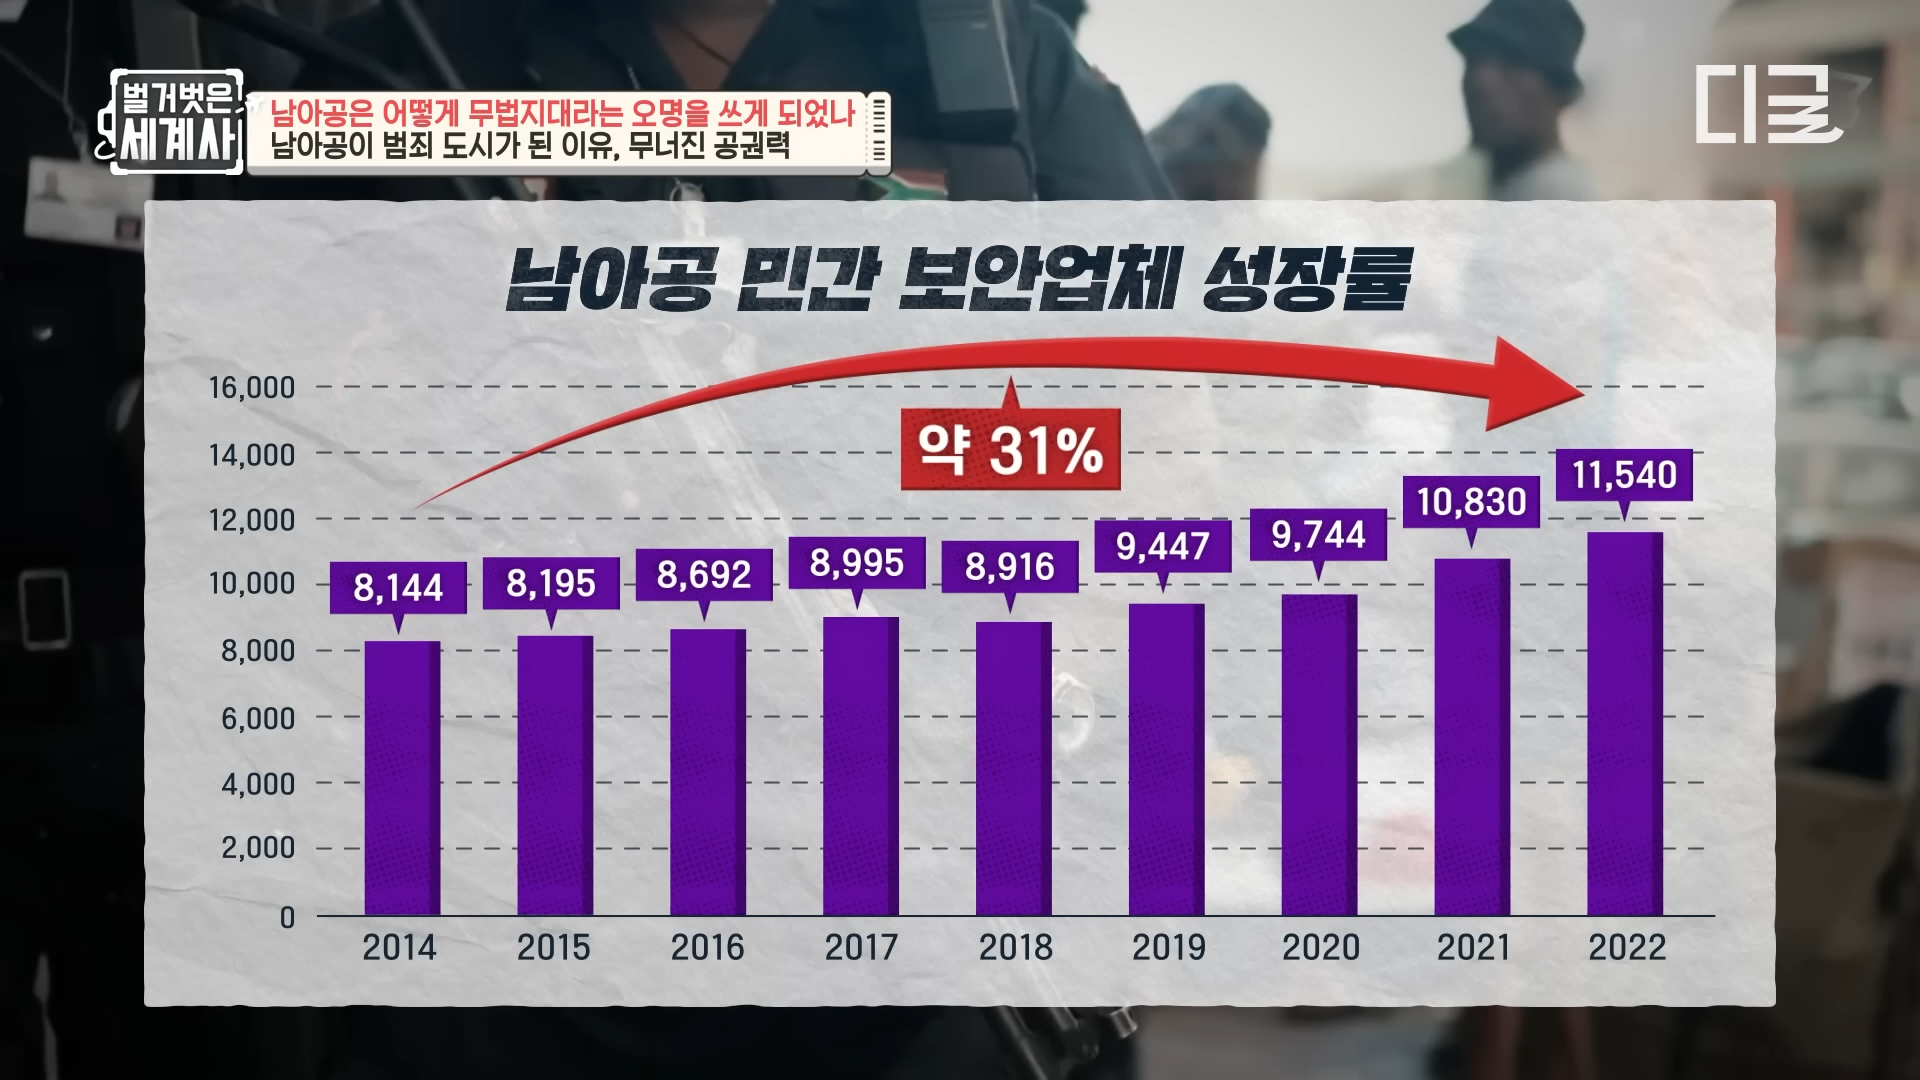 벌거벗은
세계사
남아공은 어떻게 무법지대라는 오명을 쓰게 되었나
남아공이 범죄 도시가 된 이유, 무너진 공권력
디글
남아공 민간 보안업체 성장률
16,000
14,000
12,000
10,000
8,000
6,000
4,000
2,000
0
약 31%
8,144
8,195
8,692
8,995
8,916
9,447
9,744
10,830
11,540
2014 2015 2016 2017 2018 2019 2020 2021 2022